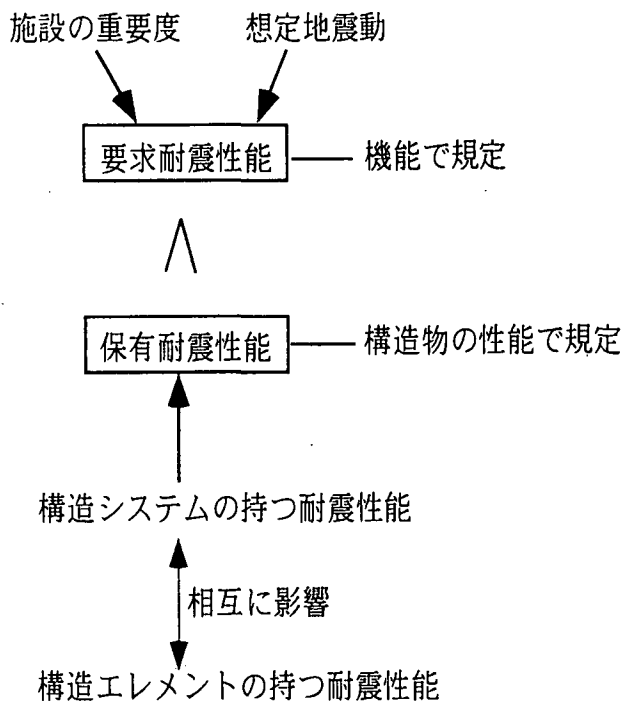 施設の重要度 想定地震動
要求耐震性能 機能で規定
∧
保有耐震性能 構造物の性能で規定
構造システムの持つ耐震性能
相互に影響
構造エレメントの持つ耐震性能